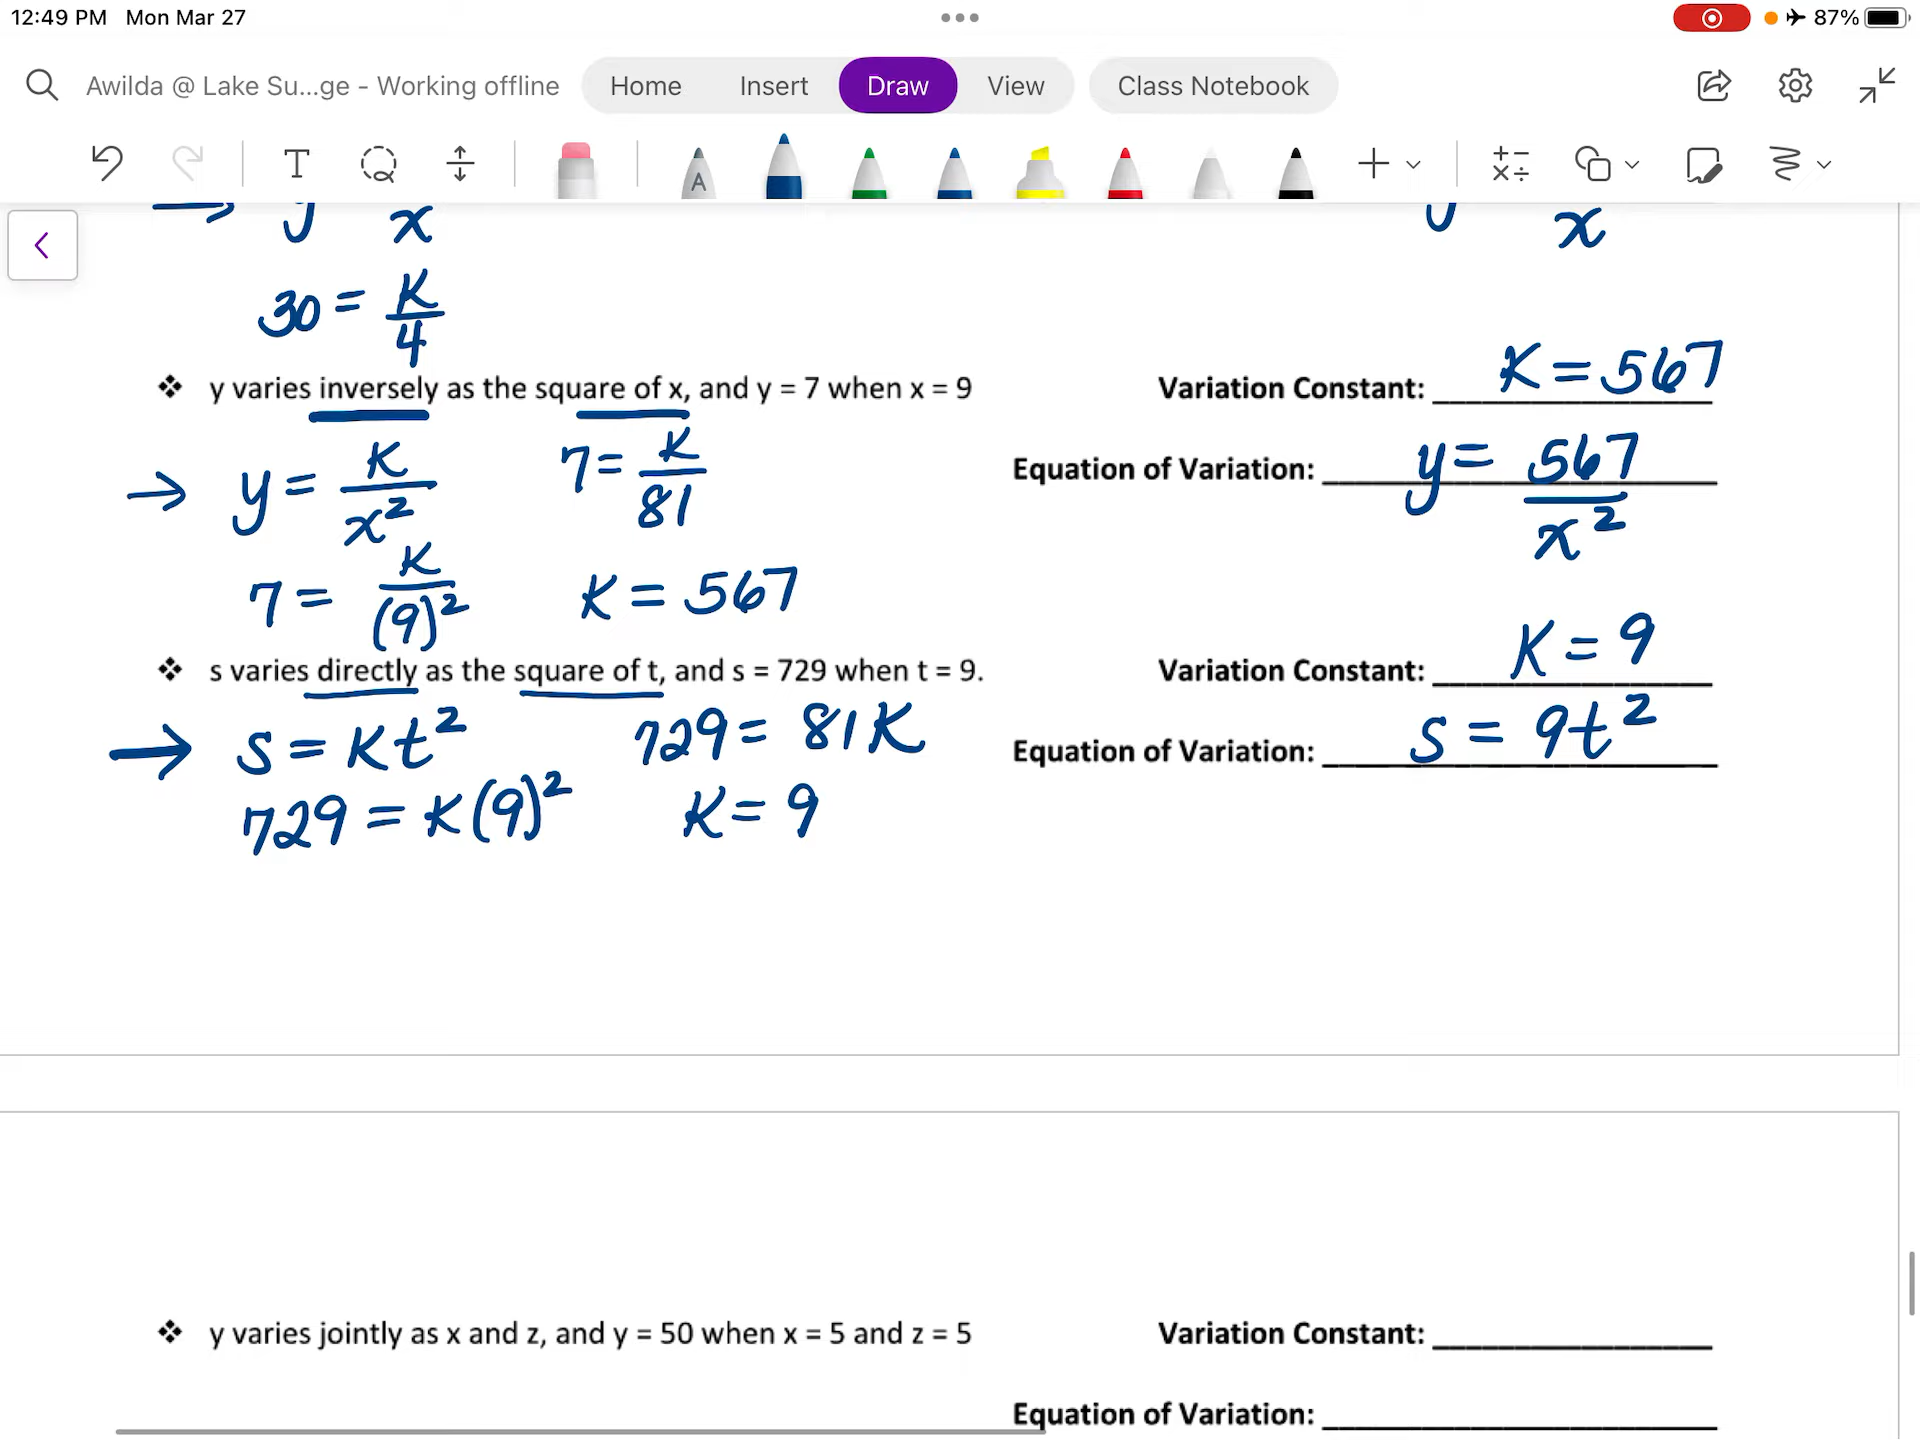 12:49 PM Mon Mar 27 87%
Awilda @ Lake Su...ge - Working offline Home Insert Draw View Class Notebook
T A
→ y x y x
30 = K/4
❖ y varies inversely as the square of x, and y = 7 when x = 9 Variation Constant: K = 567
→ y = K/x² 7 = K/81 Equation of Variation: y = 567/x²
7 = K/(9)² K = 567
❖ s varies directly as the square of t, and s = 729 when t = 9. Variation Constant: K = 9
→ s = Kt² 729 = 81K Equation of Variation: s = 9t²
729 = K(9)² K = 9
❖ y varies jointly as x and z, and y = 50 when x = 5 and z = 5 Variation Constant: ____________
Equation of Variation: ____________